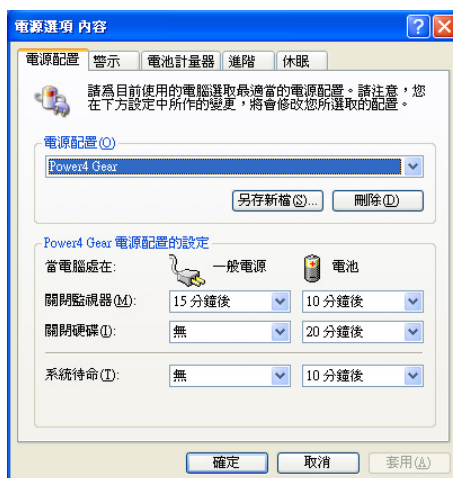 電源選項 內容
電源配置 警示 電池計量器 進階 休眠
請為目前使用的電腦選取最適當的電源配置。請注意，您
在下方設定中所作的變更，將會修改您所選取的配置。
電源配置(O)
Power4 Gear
另存新檔(S)... 刪除(D)
Power4 Gear 電源配置的設定
當電腦處在: 一般電源 電池
關閉監視器(M): 15 分鐘後 10 分鐘後
關閉硬碟(I): 無 20 分鐘後
系統待命(T): 無 10 分鐘後
確定 取消 套用(A)